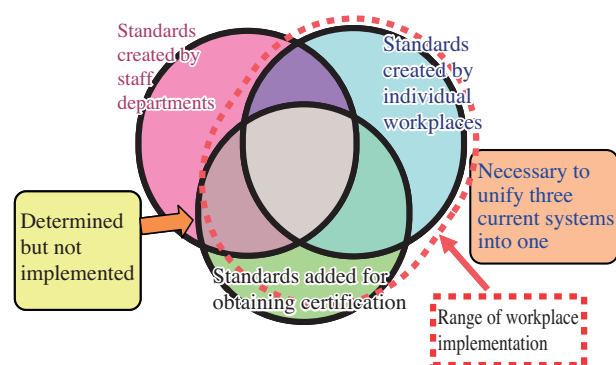 Standards
created by
staff
departments
Standards
created by
individual
workplaces
Necessary to
unify three
current systems
into one
Determined
but not
implemented
Standards added for
obtaining certification
Range of workplace
implementation